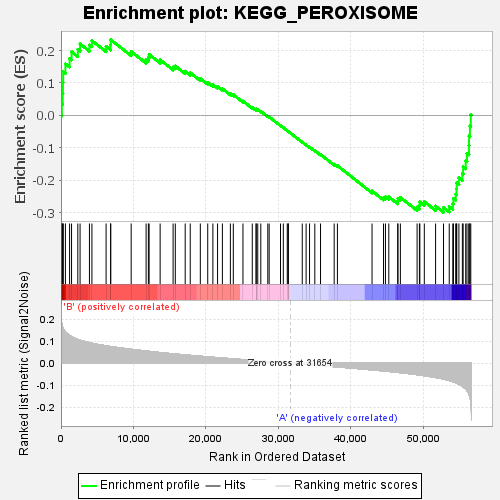 Enrichment plot: KEGG_PEROXISOME
Enrichment score (ES)
0.2
0.1
0.0
-0.1
-0.2
-0.3
'B' (positively correlated)
Ranked list metric (Signal2Noise)
0.2
0.1
0.0
-0.1
-0.2
Zero cross at 31654
'A' (negatively correlated)
0
10,000
20,000
30,000
40,000
50,000
Rank in Ordered Dataset
Enrichment profile
Hits
Ranking metric scores